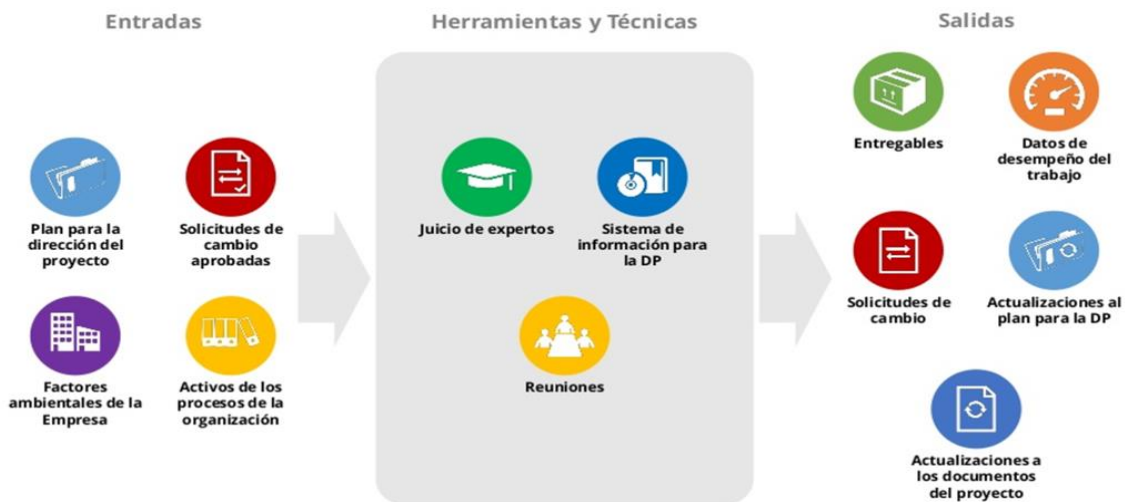 Entradas
Herramientas y Técnicas
Salidas
Plan para la
dirección del
proyecto
Solicitudes de
cambio
aprobadas
Factores
ambientales de la
Empresa
Activos de los
procesos de la
organización
Juicio de expertos
Sistema de
información para
la DP
Reuniones
Entregables
Datos de
desempeño del
trabajo
Solicitudes de
cambio
Actualizaciones al
plan para la DP
Actualizaciones a
los documentos
del proyecto